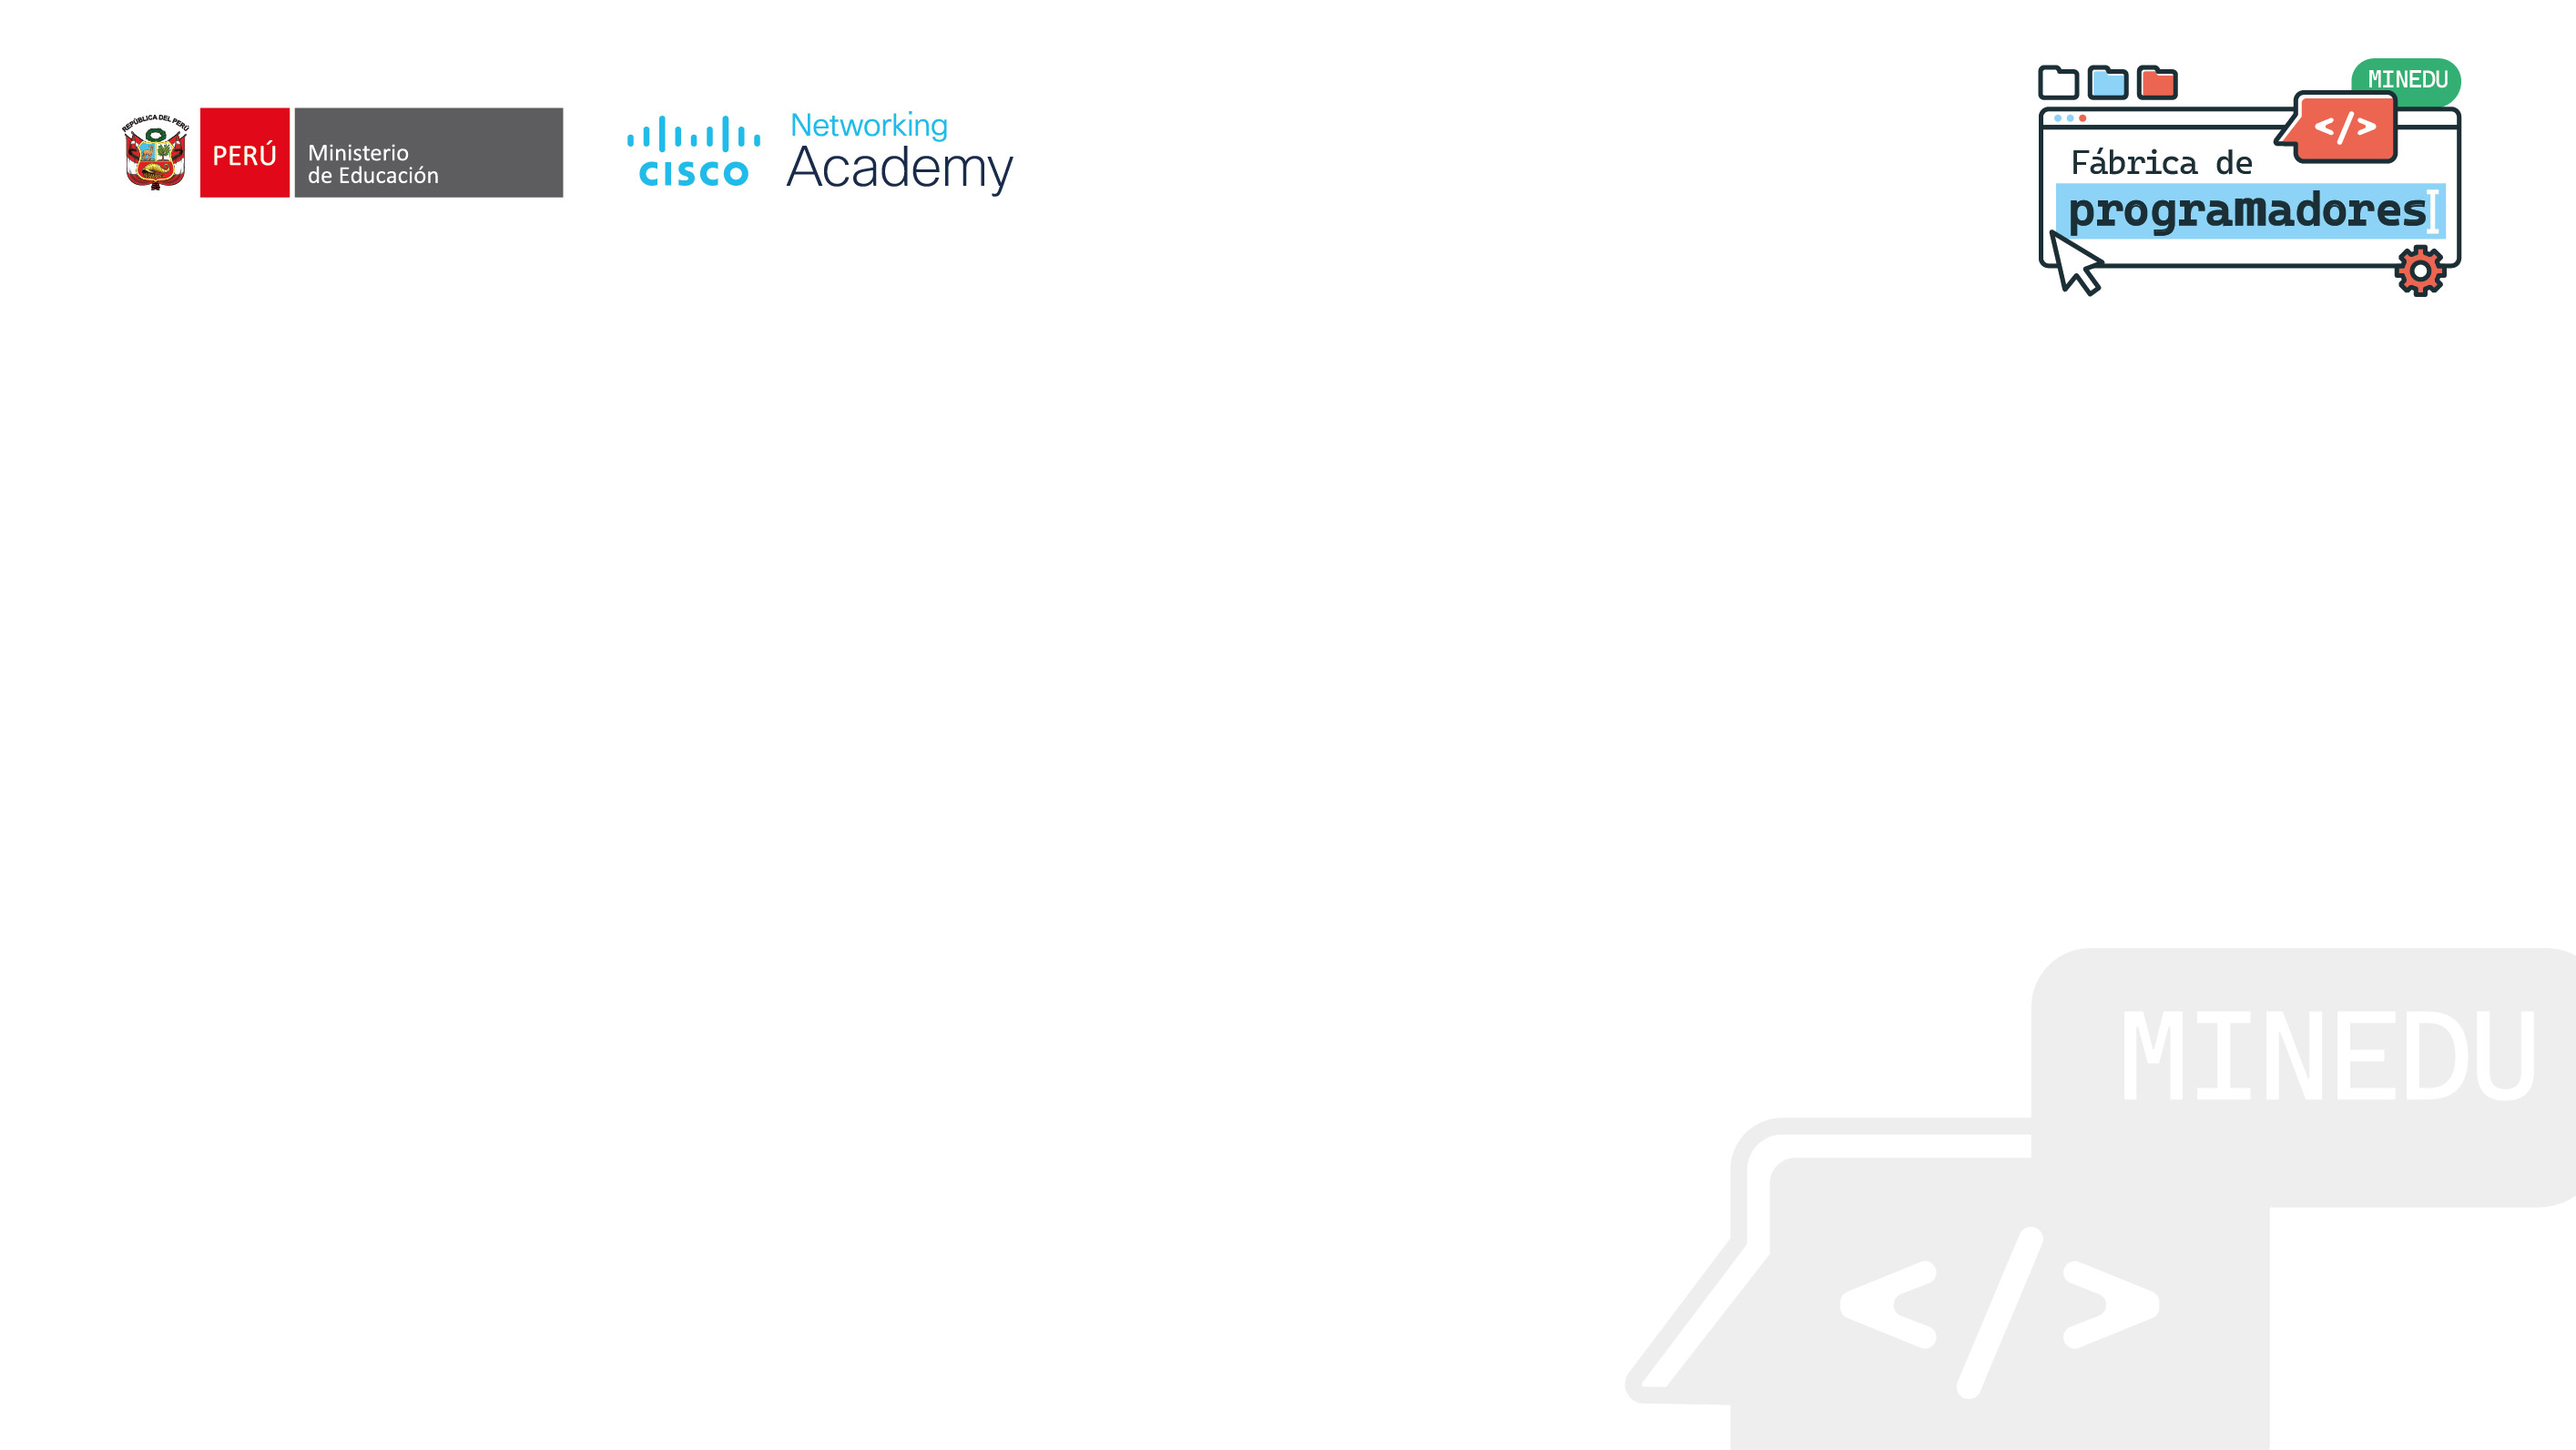 REPÚBLICA DEL PERÚ
PERÚ
Ministerio
de Educación
CISCO
Networking
Academy
MINEDU
</>
Fábrica de
programadores
MINEDU
</>